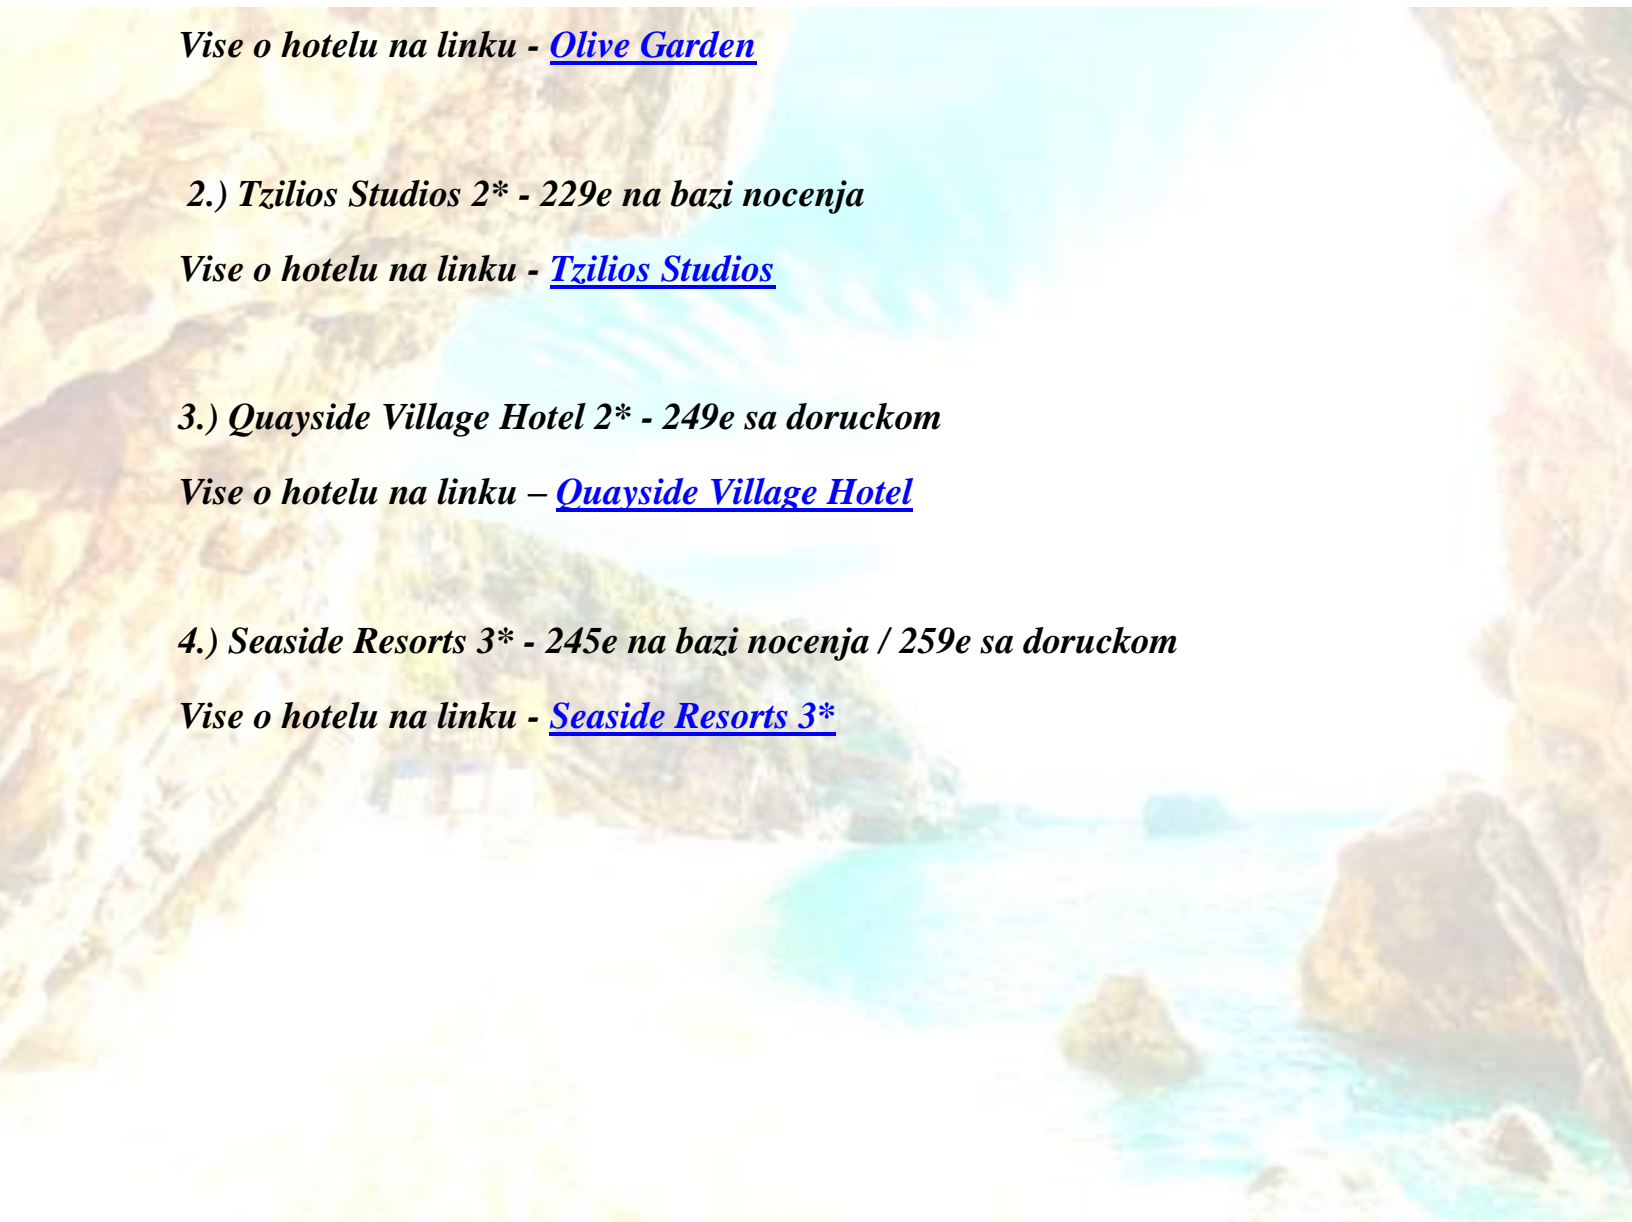 Vise o hotelu na linku - Olive Garden
2.) Tzilios Studios 2* - 229e na bazi nocenja
Vise o hotelu na linku - Tzilios Studios
3.) Quayside Village Hotel 2* - 249e sa doruckom
Vise o hotelu na linku – Quayside Village Hotel
4.) Seaside Resorts 3* - 245e na bazi nocenja / 259e sa doruckom
Vise o hotelu na linku - Seaside Resorts 3*